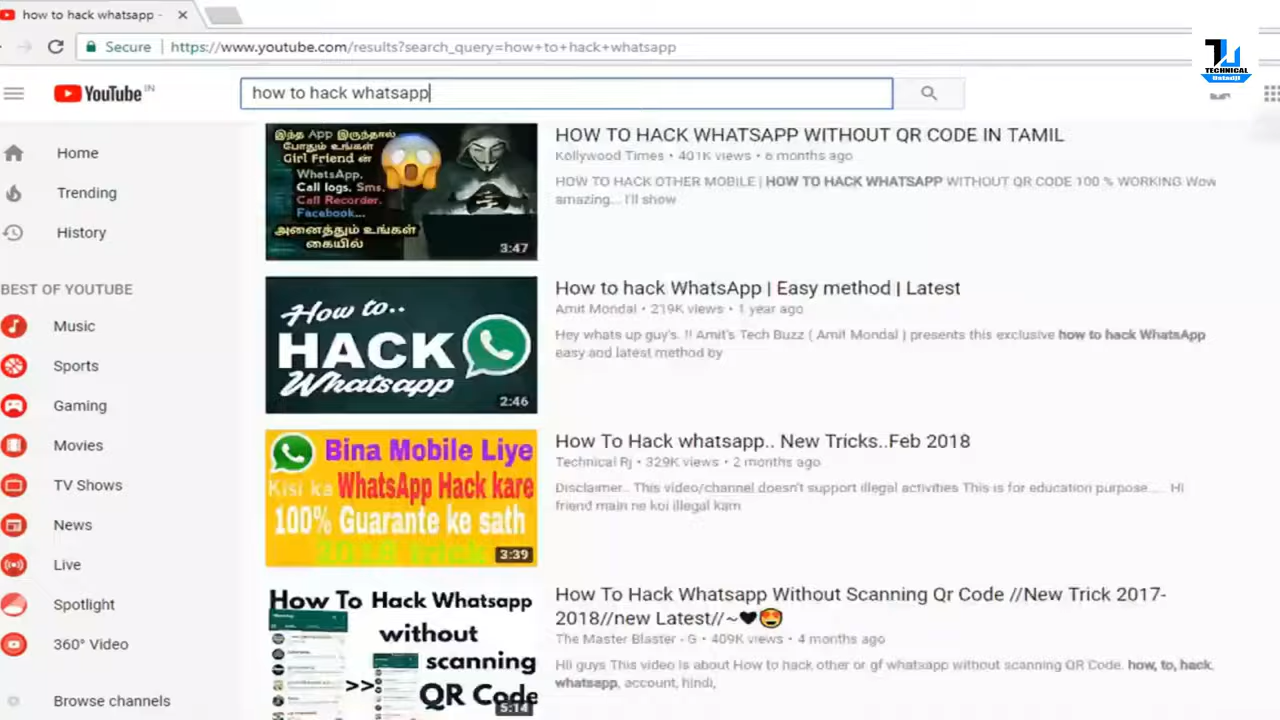 how to hack whatsapp -
Secure
https://www.youtube.com/results?search_query=how+to+hack+whatsapp
TECHNICAL
YouTube IN
how to hack whatsapp
Home
Trending
History
BEST OF YOUTUBE
Music
Sports
Gaming
Movies
TV Shows
News
Live
Spotlight
360° Video
Browse channels
இந்த App இருந்தால்
போதும் உங்கள்
Girl Friend ன்
WhatsApp,
Call logs, Sms,
Call Recorder,
Facebook...
அனைத்தும் உங்கள்
கையில்
3:47
HOW TO HACK WHATSAPP WITHOUT QR CODE IN TAMIL
Kollywood Times • 401K views • 6 months ago
HOW TO HACK OTHER MOBILE | HOW TO HACK WHATSAPP WITHOUT QR CODE 100 % WORKING Wow
amazing... I'll show
How to..
HACK
Whatsapp
2:46
How to hack WhatsApp | Easy method | Latest
Amit Mondal • 219K views • 1 year ago
Hey whats up guy's. !! Amit's Tech Buzz ( Amit Mondal ) presents this exclusive how to hack WhatsApp
easy and latest method by
Bina Mobile Liye
Kisi ka WhatsApp Hack kare
100% Guarante ke sath
2018 trick
3:39
How To Hack whatsapp.. New Tricks..Feb 2018
Technical Rj • 329K views • 2 months ago
Disclaimer.. This video/channel doesn't support illegal activities This is for education purpose..... Hi
friend main ne koi illegal kam
How To Hack Whatsapp
without
scanning
>> QR Code
5:14
How To Hack Whatsapp Without Scanning Qr Code //New Trick 2017-
2018//new Latest//~❤😍
The Master Blaster - G • 409K views • 4 months ago
HII guys This video is about How to hack other or gf whatsapp without scanning QR Code. how, to, hack,
whatsapp, account, hindi,